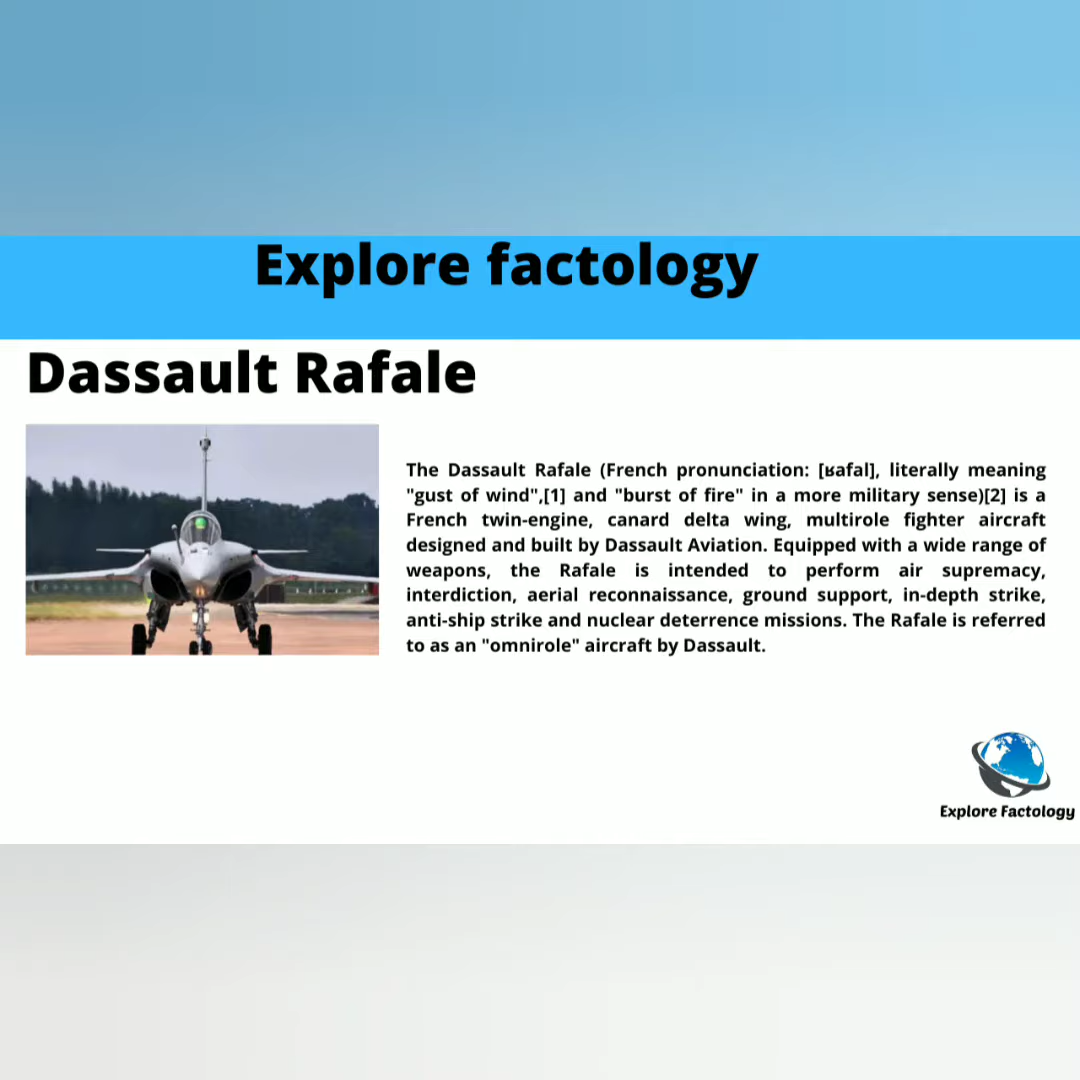 Explore factology
Dassault Rafale
The Dassault Rafale (French pronunciation: [ʁafal], literally meaning
"gust of wind",[1] and "burst of fire" in a more military sense)[2] is a
French twin-engine, canard delta wing, multirole fighter aircraft
designed and built by Dassault Aviation. Equipped with a wide range of
weapons, the Rafale is intended to perform air supremacy,
interdiction, aerial reconnaissance, ground support, in-depth strike,
anti-ship strike and nuclear deterrence missions. The Rafale is referred
to as an "omnirole" aircraft by Dassault.
Explore Factology